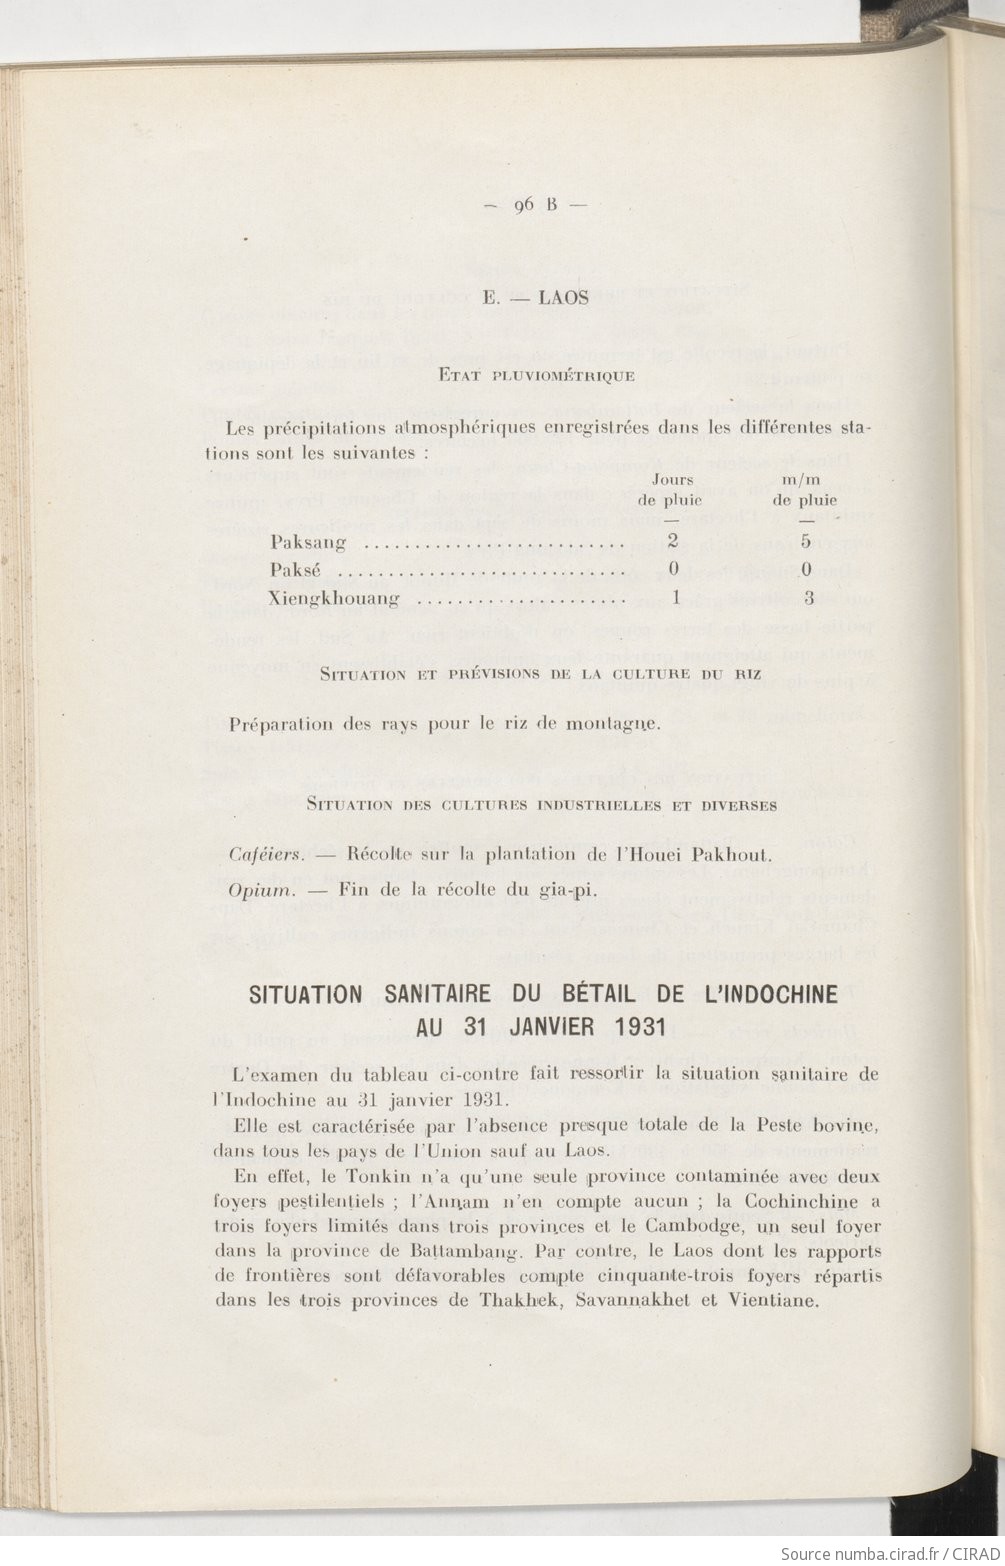 — 96 B —
E. — LAOS
ETAT PLUVIOMÉTRIQUE
Les précipitations atmosphériques enregistrées dans les différentes sta-
tions sont les suivantes :
Jours m/m
de pluie de pluie
— —
Paksang .......................... 2 5
Paksé ............................ 0 0
Xiengkhouang ..................... 1 3
SITUATION ET PRÉVISIONS DE LA CULTURE DU RIZ
Préparation des rays pour le riz de montagne.
SITUATION DES CULTURES INDUSTRIELLES ET DIVERSES
Caféiers. — Récolte sur la plantation de l'Houei Pakhout.
Opium. — Fin de la récolte du gia-pi.
SITUATION SANITAIRE DU BÉTAIL DE L'INDOCHINE
AU 31 JANVIER 1931
L'examen du tableau ci-contre fait ressortir la situation sanitaire de
l'Indochine au 31 janvier 1931.
Elle est caractérisée par l'absence presque totale de la Peste bovine,
dans tous les pays de l'Union sauf au Laos.
En effet, le Tonkin n'a qu'une seule province contaminée avec deux
foyers pestilentiels ; l'Annam n'en compte aucun ; la Cochinchine a
trois foyers limités dans trois provinces et le Cambodge, un seul foyer
dans la province de Battambang. Par contre, le Laos dont les rapports
de frontières sont défavorables compte cinquante-trois foyers répartis
dans les trois provinces de Thakhek, Savannakhet et Vientiane.
Source numba.cirad.fr / CIRAD